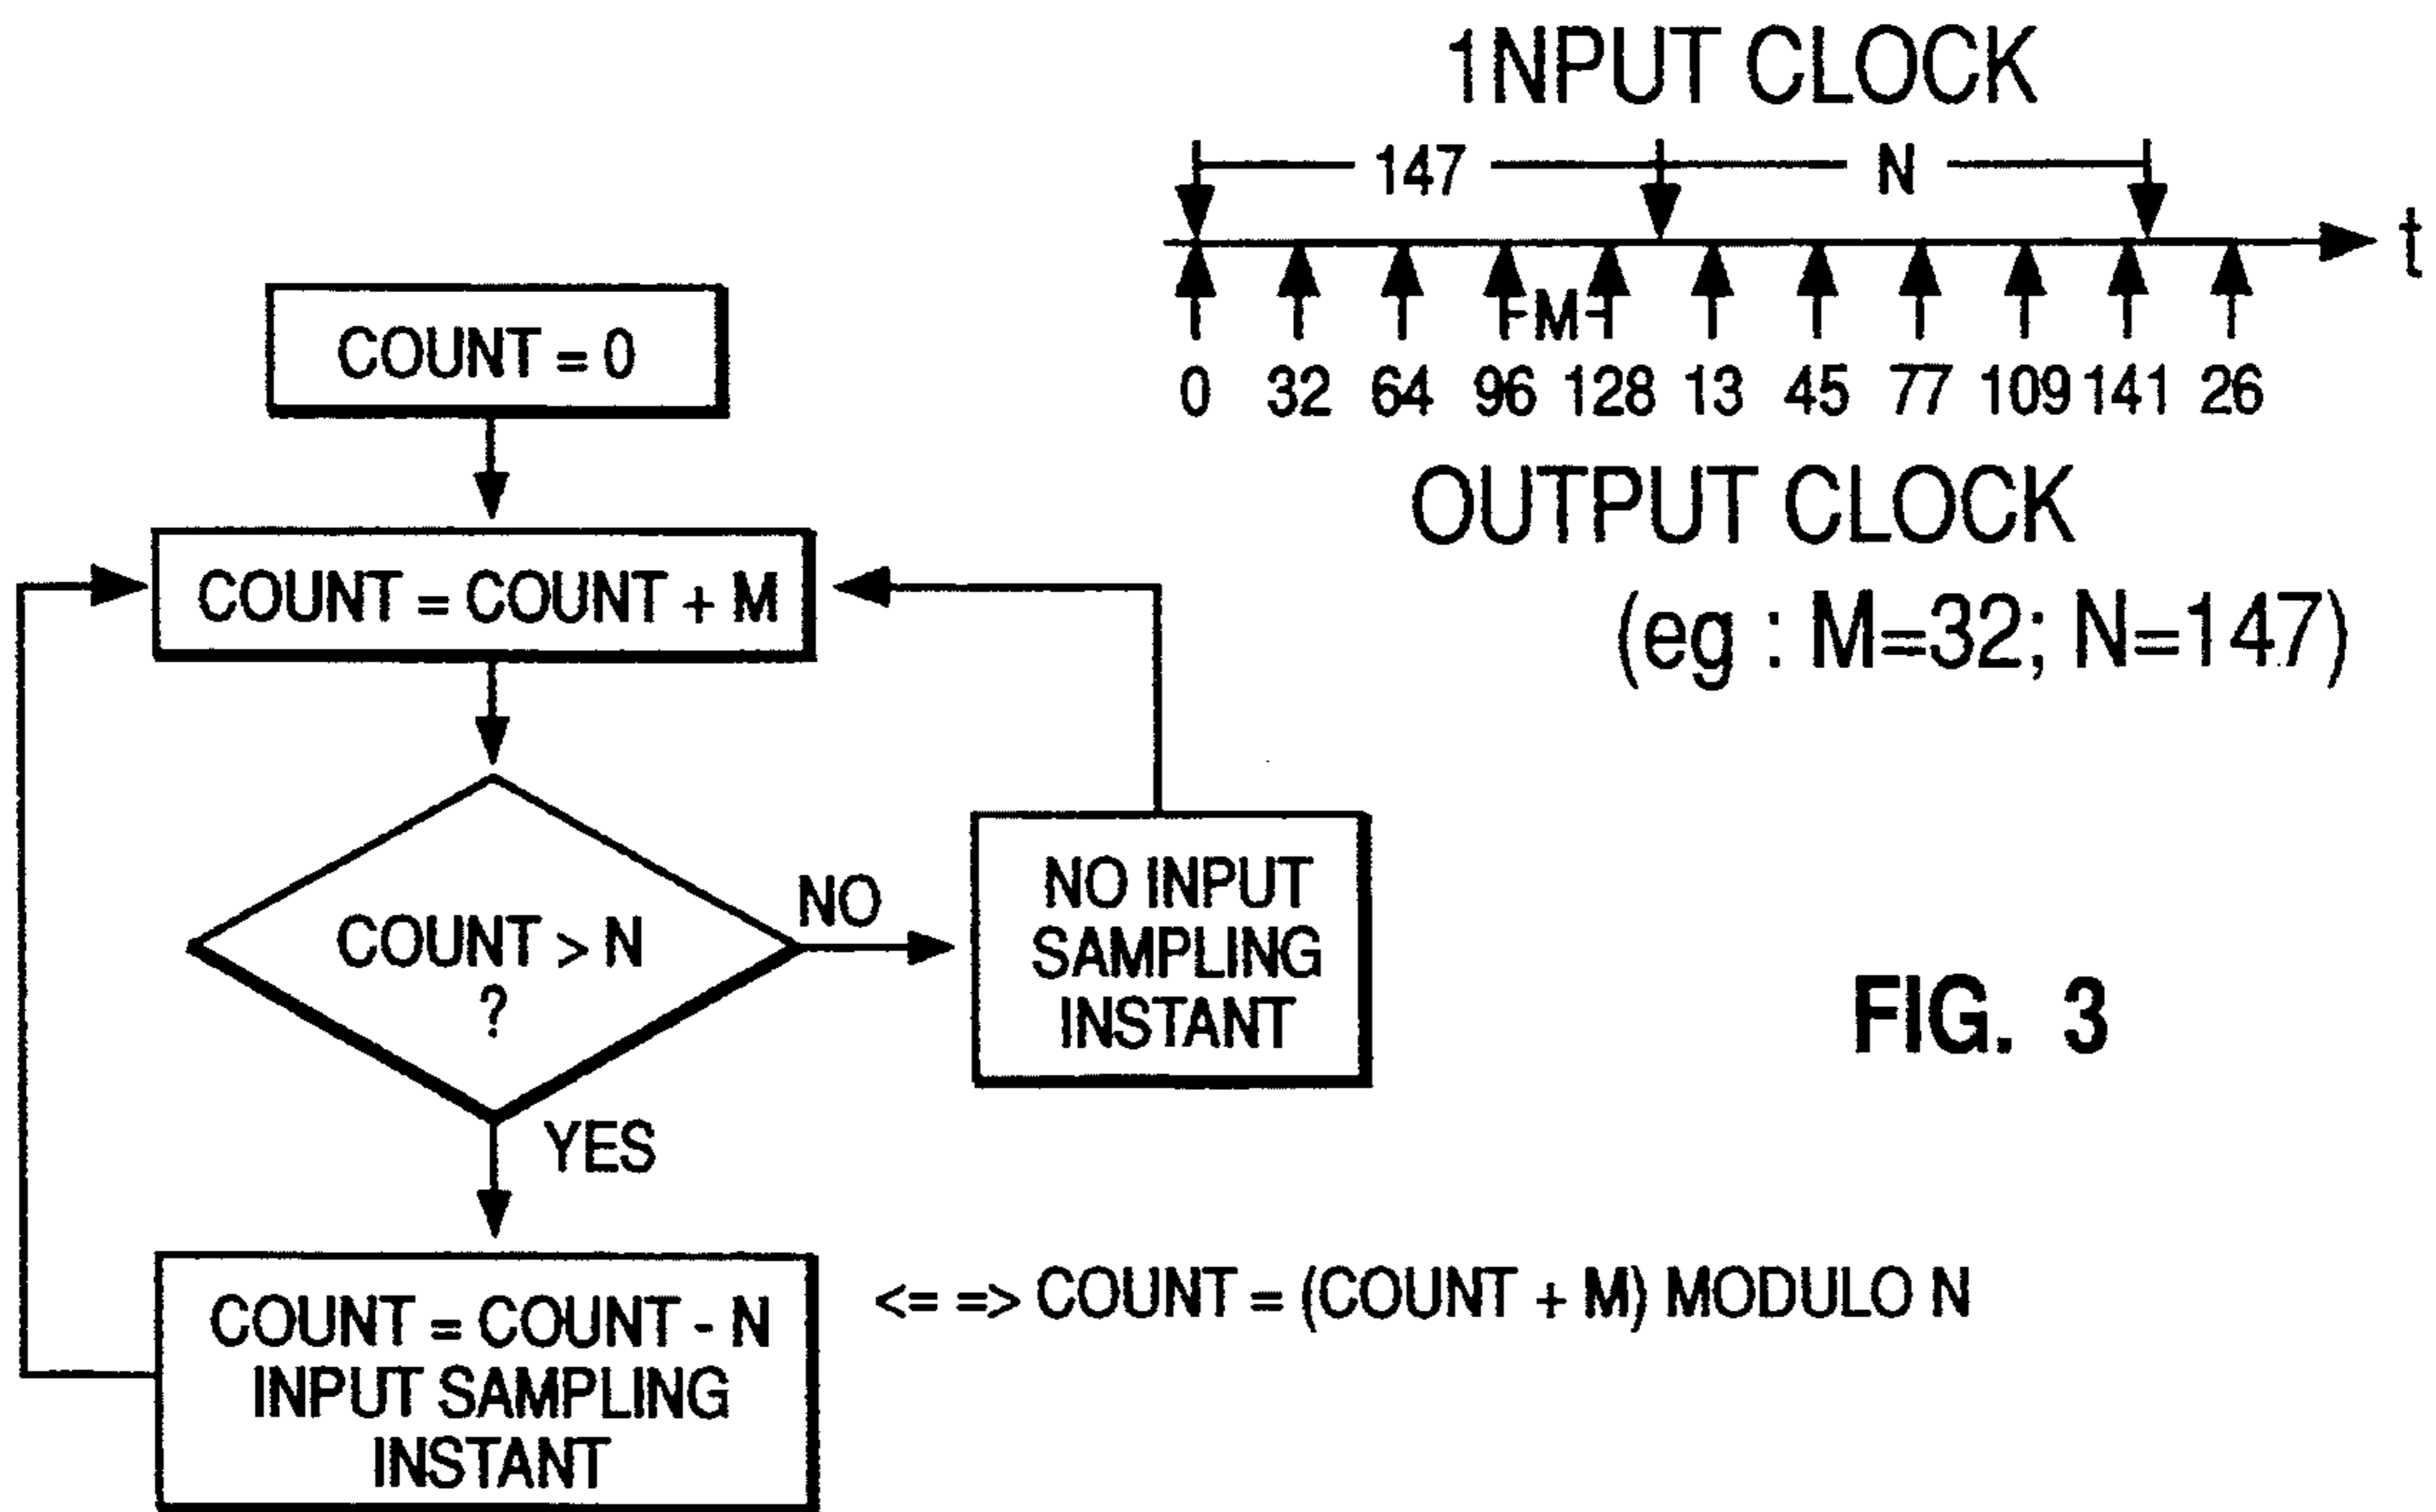 1NPUT CLOCK
147 N
t
M
0 32 64 96 128 13 45 77 109 141 26
OUTPUT CLOCK
(eg : M=32; N=147)
COUNT = 0
COUNT = COUNT + M
COUNT > N
?
NO
NO INPUT
SAMPLING
INSTANT
YES
COUNT = COUNT - N
INPUT SAMPLING
INSTANT
<= => COUNT = (COUNT + M) MODULO N
FIG. 3